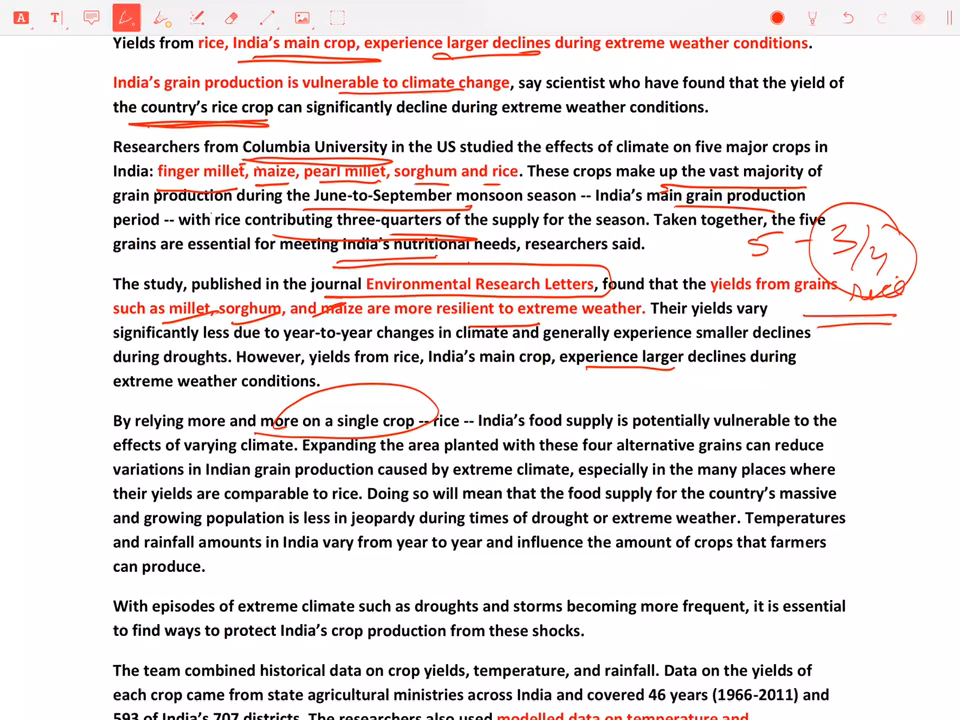 Yields from rice, India's main crop, experience larger declines during extreme weather conditions.
India's grain production is vulnerable to climate change, say scientist who have found that the yield of
the country's rice crop can significantly decline during extreme weather conditions.
Researchers from Columbia University in the US studied the effects of climate on five major crops in
India: finger millet, maize, pearl millet, sorghum and rice. These crops make up the vast majority of
grain production during the June-to-September monsoon season -- India's main grain production
period -- with rice contributing three-quarters of the supply for the season. Taken together, the five
grains are essential for meeting India's nutritional needs, researchers said.
5 - 3/4
rice
The study, published in the journal Environmental Research Letters, found that the yields from grains
such as millet, sorghum, and maize are more resilient to extreme weather. Their yields vary
significantly less due to year-to-year changes in climate and generally experience smaller declines
during droughts. However, yields from rice, India's main crop, experience larger declines during
extreme weather conditions.
By relying more and more on a single crop -- rice -- India's food supply is potentially vulnerable to the
effects of varying climate. Expanding the area planted with these four alternative grains can reduce
variations in Indian grain production caused by extreme climate, especially in the many places where
their yields are comparable to rice. Doing so will mean that the food supply for the country's massive
and growing population is less in jeopardy during times of drought or extreme weather. Temperatures
and rainfall amounts in India vary from year to year and influence the amount of crops that farmers
can produce.
With episodes of extreme climate such as droughts and storms becoming more frequent, it is essential
to find ways to protect India's crop production from these shocks.
The team combined historical data on crop yields, temperature, and rainfall. Data on the yields of
each crop came from state agricultural ministries across India and covered 46 years (1966-2011) and
593 of India's 707 districts. The researchers also used modelled data on temperature and